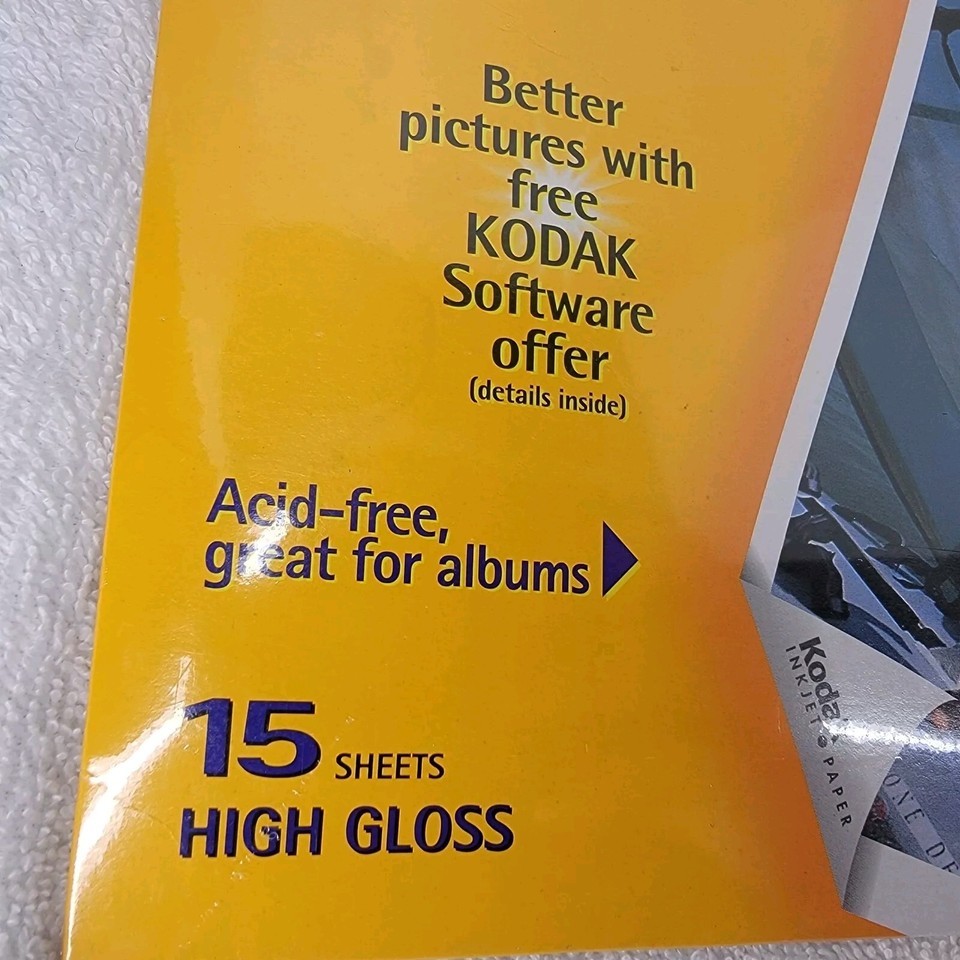 Better
pictures with
free
KODAK
Software
offer
(details inside)
Acid-free,
great for albums
15 SHEETS
HIGH GLOSS
Kodak
INKJET PAPER
ONE